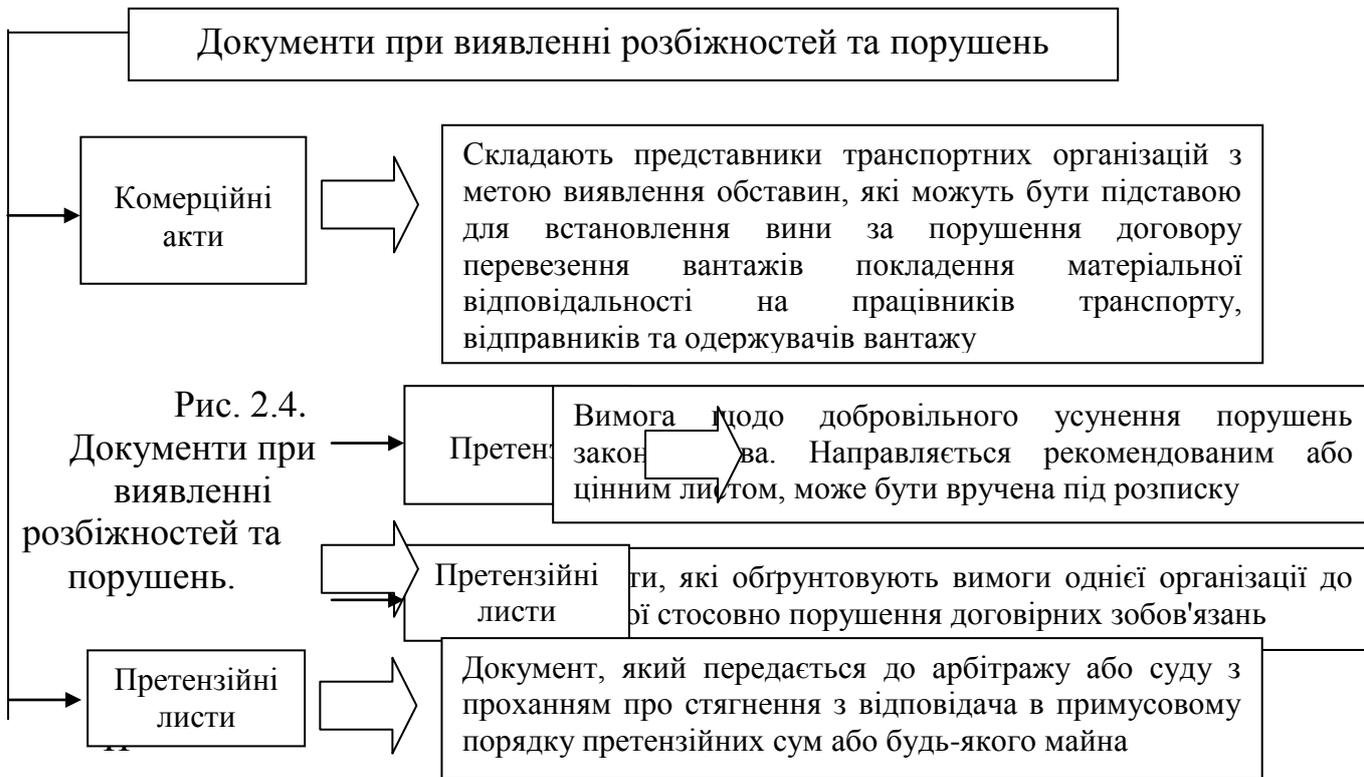 Документи при виявленні розбіжностей та порушень
Комерційні
акти
Складають представники транспортних організацій з
метою виявлення обставин, які можуть бути підставою
для встановлення вини за порушення договору
перевезення вантажів покладення матеріальної
відповідальності на працівників транспорту,
відправників та одержувачів вантажу
Рис. 2.4.
Документи при
виявленні
розбіжностей та
порушень.
Вимога щодо добровільного усунення порушень
Направляється рекомендованим або
цінним листом, може бути вручена під розписку
Претензійні
листи
які обґрунтовують вимоги однієї організації до
стосовно порушення договірних зобов'язань
Претензійні
листи
Документ, який передається до арбітражу або суду з
проханням про стягнення з відповідача в примусовому
порядку претензійних сум або будь-якого майна